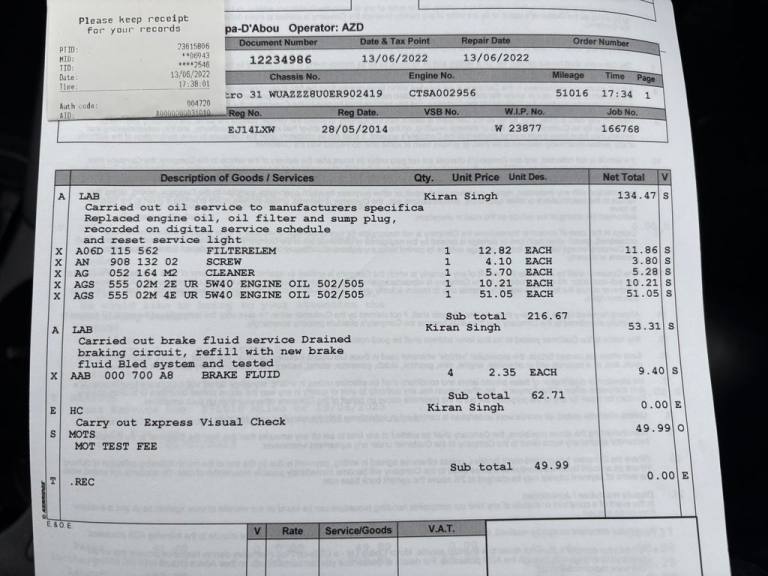 Please keep receipt
for your records
PTID: 23615806
MID: **06943
TID: ****2546
Date: 13/06/2022
Time: 17:38:01
Auth code: 004720
AID:
pa-D'Abou Operator: AZD
Document Number Date & Tax Point Repair Date Order Number
12234986 13/06/2022 13/06/2022
Chassis No. Engine No. Mileage Time Page
tro 31 WUAZZZ8U0ER902419 CTSA002956 51016 17:34 1
Reg No. Reg Date. VSB No. W.I.P. No. Job No.
EJ14LXW 28/05/2014 W 23877 166768
Description of Goods / Services Qty. Unit Price Unit Des. Net Total V
A LAB Kiran Singh 134.47 S
Carried out oil service to manufacturers specifica
Replaced engine oil, oil filter and sump plug,
recorded on digital service schedule
and reset service light
X A06D 115 562 FILTERELEM 1 12.82 EACH 11.86 S
X AN 908 132 02 SCREW 1 4.10 EACH 3.80 S
X AG 052 164 M2 CLEANER 1 5.70 EACH 5.28 S
X AGS 555 02M 2E UR 5W40 ENGINE OIL 502/505 1 10.21 EACH 10.21 S
X AGS 555 02M 4E UR 5W40 ENGINE OIL 502/505 1 51.05 EACH 51.05 S
Sub total 216.67
A LAB Kiran Singh 53.31 S
Carried out brake fluid service Drained
braking circuit, refill with new brake
fluid Bled system and tested
X AAB 000 700 A8 BRAKE FLUID 4 2.35 EACH 9.40 S
Sub total 62.71
E HC Kiran Singh 0.00 E
Carry out Express Visual Check
S MOTS 49.99 O
MOT TEST FEE
Sub total 49.99
T .REC 0.00 E
E.&O.E.
V Rate Service/Goods V.A.T.